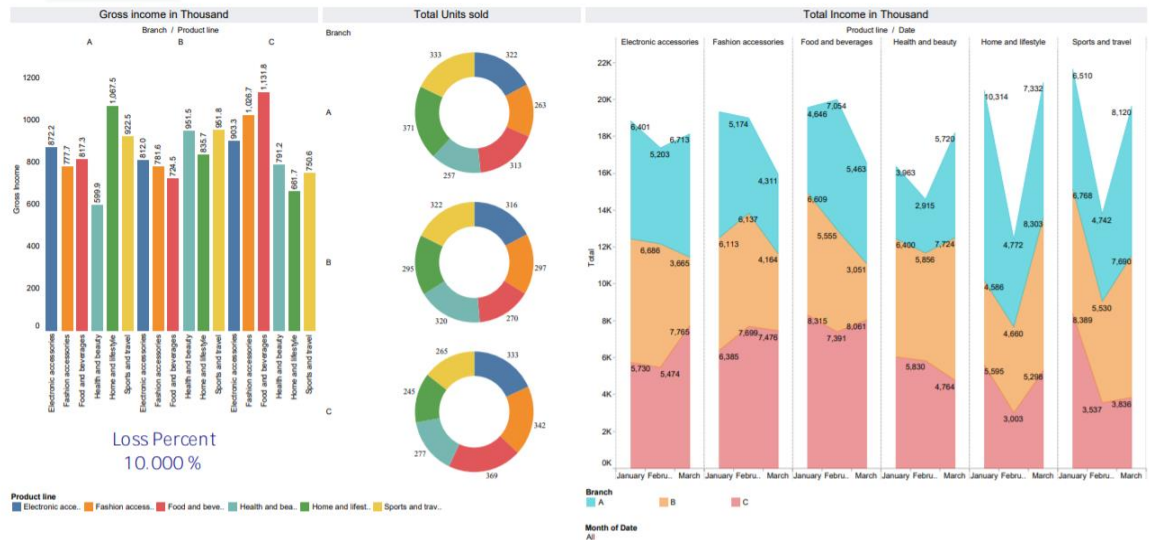 Gross income in Thousand
Branch / Product line
A B C
Gross Income
1200
1000
800
600
400
200
0
872.2
777.7
817.3
599.9
1,067.5
922.5
812.0
781.6
724.5
951.5
835.7
951.8
903.3
1,026.7
1,131.8
791.2
661.7
750.6
Electronic accessories
Fashion accessories
Food and beverages
Health and beauty
Home and lifestyle
Sports and travel
Electronic accessories
Fashion accessories
Food and beverages
Health and beauty
Home and lifestyle
Sports and travel
Electronic accessories
Fashion accessories
Food and beverages
Health and beauty
Home and lifestyle
Sports and travel
Loss Percent
10.000 %
Product line
Electronic acce.. Fashion access.. Food and beve.. Health and bea.. Home and lifest.. Sports and trav..
Total Units sold
Branch
A
333 322
263
371
313
257
B
322 316
297
295
270
320
C
265 333
342
245
277
369
Total Income in Thousand
Product line / Date
Electronic accessories Fashion accessories Food and beverages Health and beauty Home and lifestyle Sports and travel
Total
22K
20K
18K
16K
14K
12K
10K
8K
6K
4K
2K
0K
6,401 5,203 6,713
6,686 3,665
5,730 5,474 7,765
5,174 4,311
6,113 6,137 4,164
6,385 7,699 7,476
4,646 7,054 5,463
6,609 5,555 3,051
8,315 7,391 8,061
3,963 2,915 5,720
6,400 5,856 7,724
5,830 4,764
10,314 4,772 7,332
4,586 4,660 8,303
5,595 3,003 5,298
6,510 4,742 8,120
6,768 5,530 7,690
8,389 3,537 3,836
January Febru.. March January Febru.. March January Febru.. March January Febru.. March January Febru.. March January Febru.. March
Branch
A B C
Month of Date
All